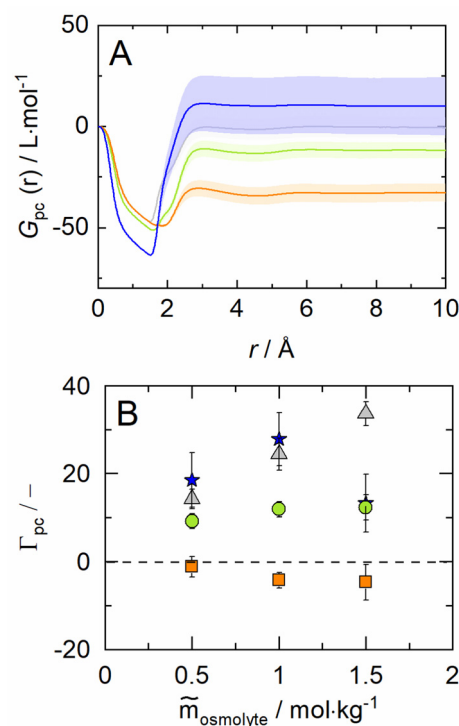 A
50
0
-50
G_pc (r) / L·mol⁻¹
0 2 4 6 8 10
r / Å
B
40
20
0
-20
Γ_pc / –
0 0.5 1 1.5 2
m̃_osmolyte / mol·kg⁻¹